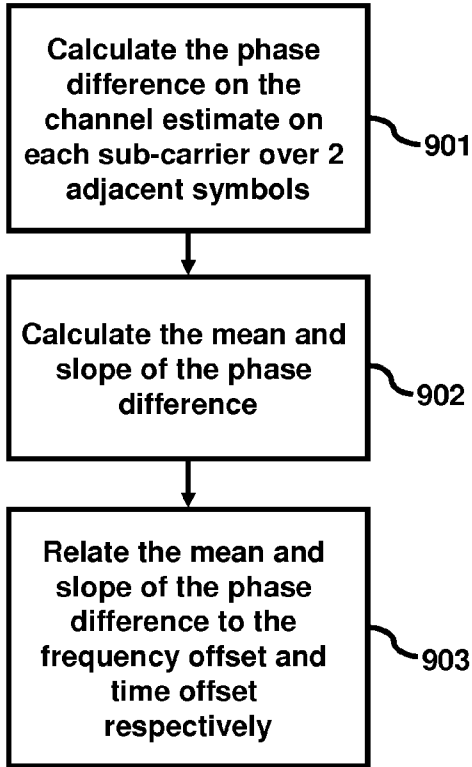 Calculate the phase
difference on the
channel estimate on
each sub-carrier over 2
adjacent symbols
901
Calculate the mean and
slope of the phase
difference
902
Relate the mean and
slope of the phase
difference to the
frequency offset and
time offset
respectively
903